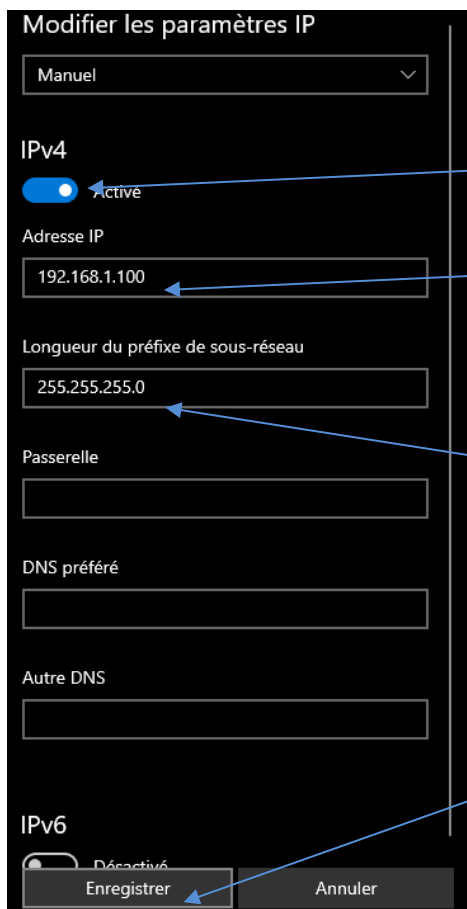 Modifier les paramètres IP
Manuel
IPv4
Activé
Adresse IP
192.168.1.100
Longueur du préfixe de sous-réseau
255.255.255.0
Passerelle
DNS préféré
Autre DNS
IPv6
Désactivé
Enregistrer
Annuler